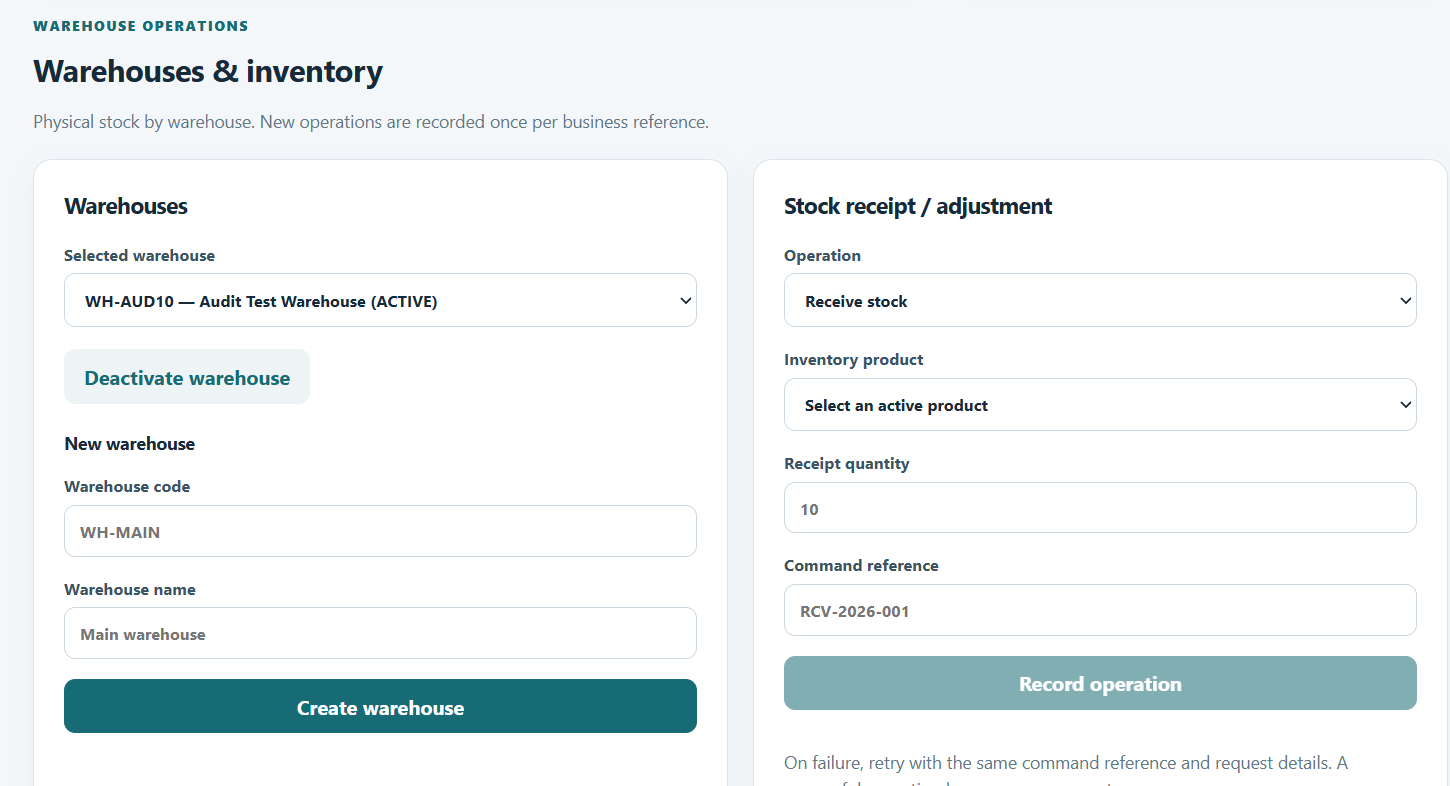 WAREHOUSE OPERATIONS
Warehouses & inventory
Physical stock by warehouse. New operations are recorded once per business reference.
Warehouses
Selected warehouse
WH-AUD10 — Audit Test Warehouse (ACTIVE)
Deactivate warehouse
New warehouse
Warehouse code
WH-MAIN
Warehouse name
Main warehouse
Create warehouse
Stock receipt / adjustment
Operation
Receive stock
Inventory product
Select an active product
Receipt quantity
10
Command reference
RCV-2026-001
Record operation
On failure, retry with the same command reference and request details. A